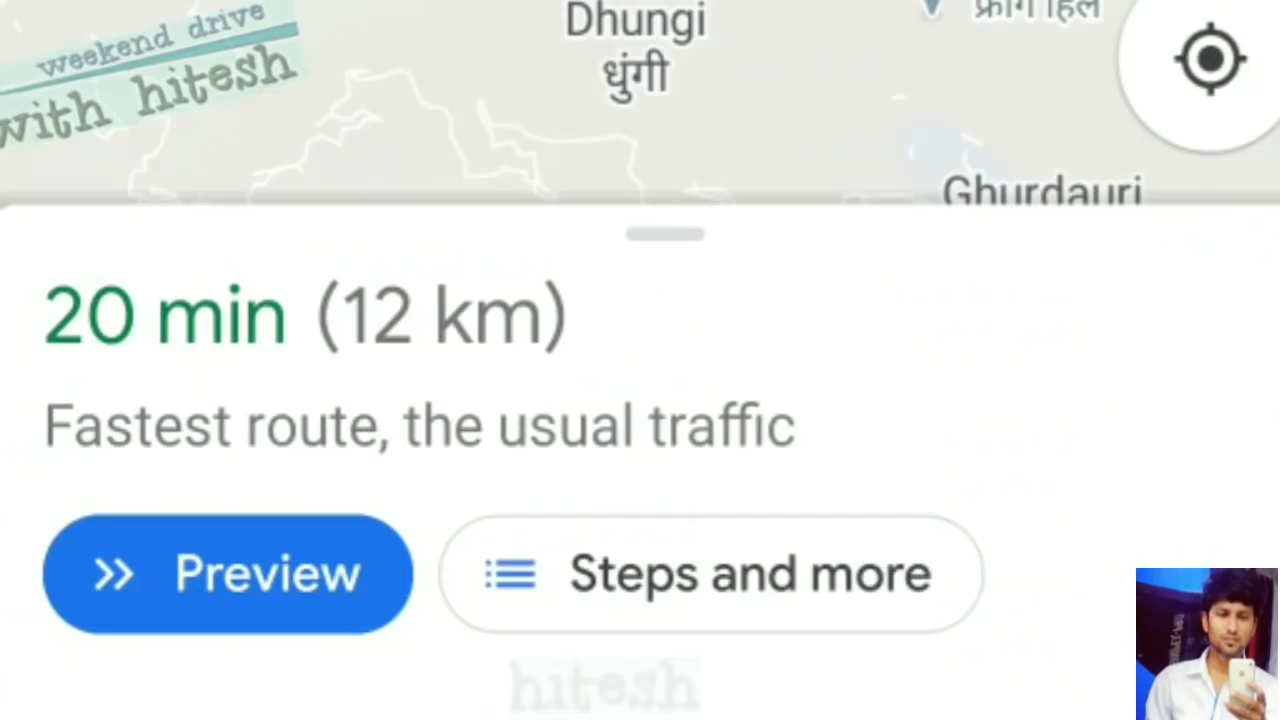 weekend drive
with hitesh
Dhungi
धुंगी
फ्रॉग हिल
Ghurdauri
20 min (12 km)
Fastest route, the usual traffic
Preview
Steps and more
hitesh